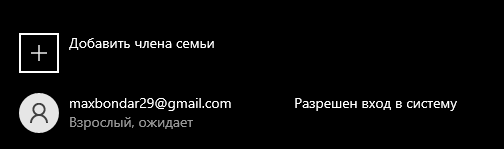 Добавить члена семьи
maxbondar29@gmail.com Разрешен вход в систему
Взрослый, ожидает